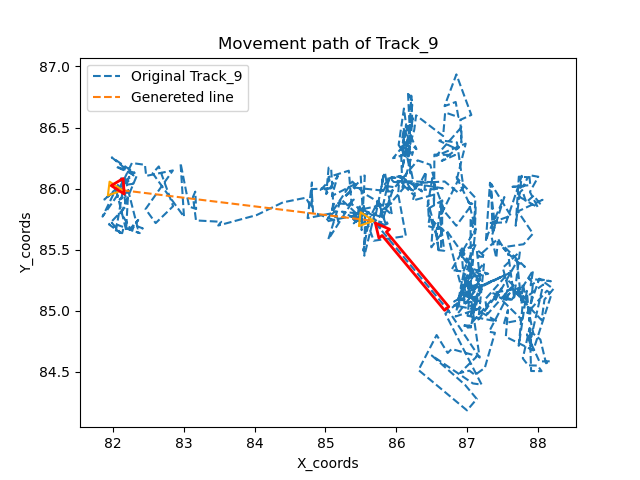 Movement path of Track_9
Original Track_9
Genereted line
Y_coords
87.0
86.5
86.0
85.5
85.0
84.5
82
83
84
85
86
87
88
X_coords